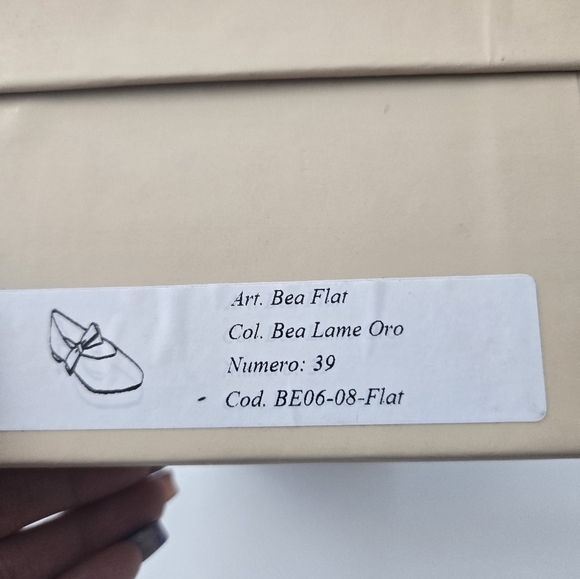 Art. Bea Flat
Col. Bea Lame Oro
Numero: 39
Cod. BE06-08-Flat